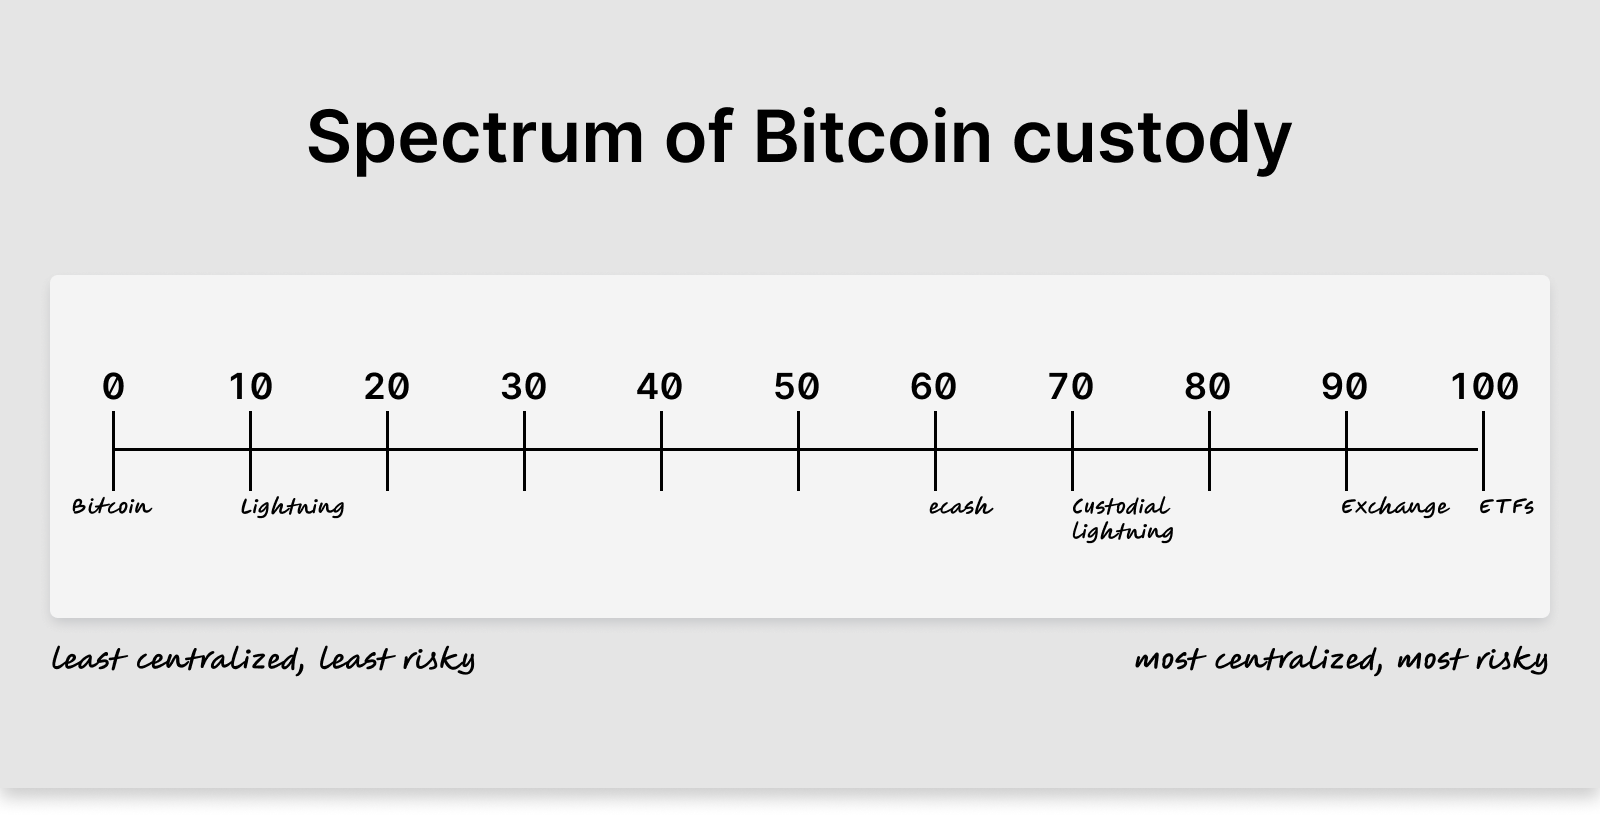 Spectrum of Bitcoin custody
0 10 20 30 40 50 60 70 80 90 100
Bitcoin Lightning ecash Custodial lightning Exchange ETFs
least centralized, least risky
most centralized, most risky